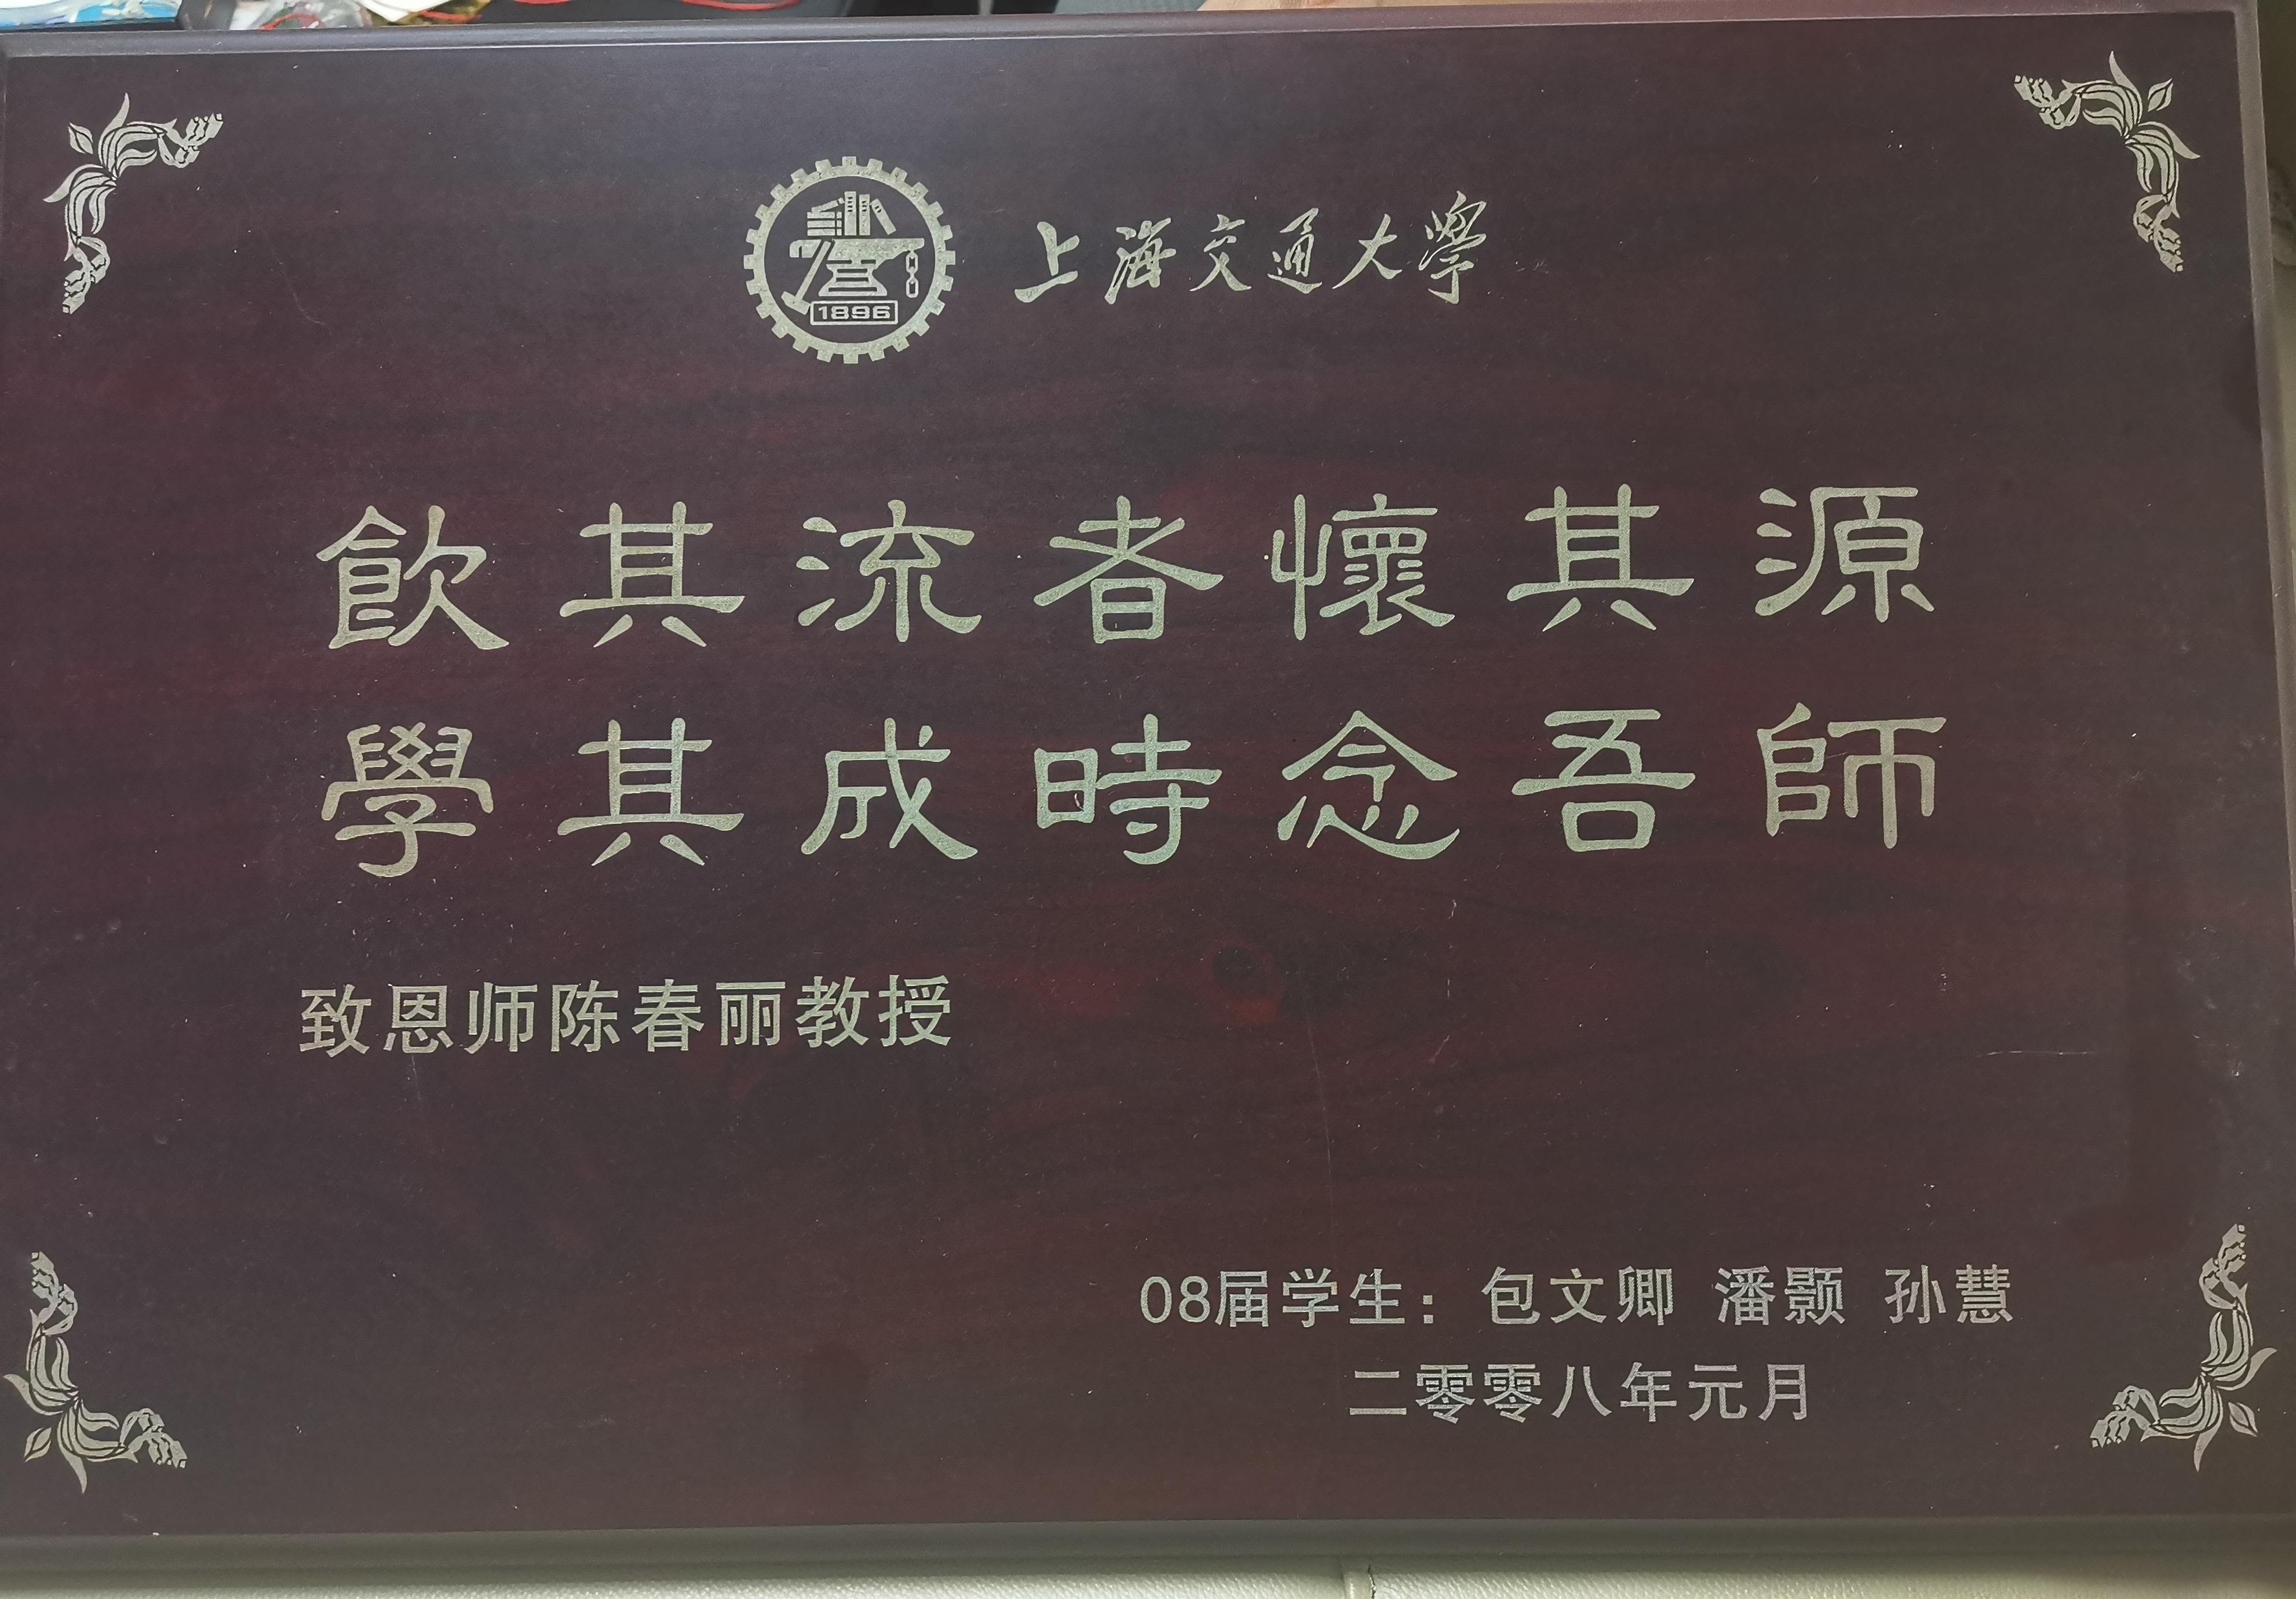 1896
上海交通大學
飲其流者懷其源
學其成時念吾師
致恩师陈春丽教授
08届学生：包文卿 潘颢 孙慧
二零零八年元月